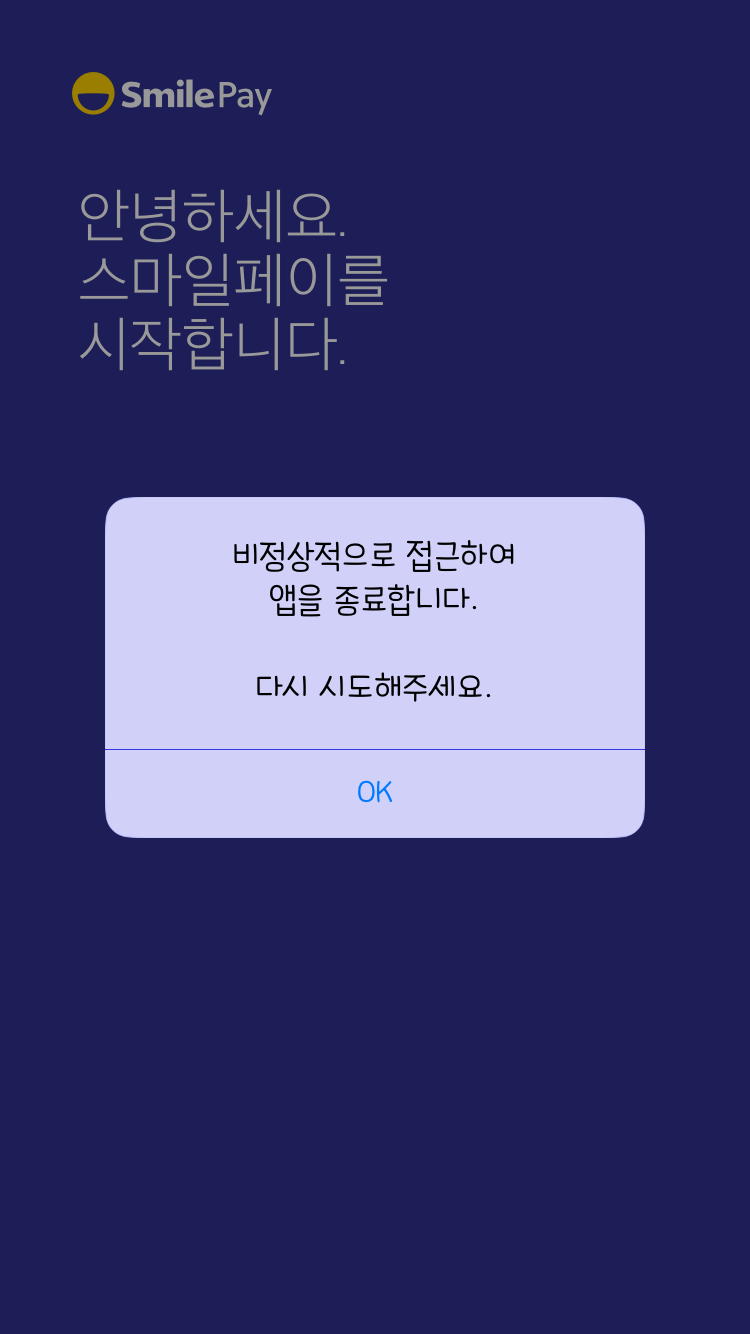 Smile Pay
안녕하세요.
스마일페이를
시작합니다.
비정상적으로 접근하여
앱을 종료합니다.
다시 시도해주세요.
OK